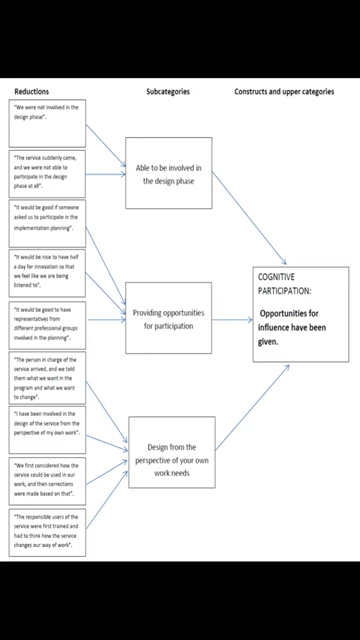 Reductions
Subcategories
Constructs and upper categories
"We were not involved in the
design phase".
"The service suddenly came,
and we were not able to
participate in the design
phase at all".
"It would be good if someone
asked us to participate in the
implementation planning".
"It would be nice to have half
a day for innovation so that
we feel like we are being
listened to".
"It would be good to have
representatives from
different professional groups
involved in the planning".
"The person in charge of the
service arrived, and we told
them what we want in the
program and what we want
to change".
"I have been involved in the
design of the service from the
perspective of my own work".
"We first considered how the
service could be used in our
work, and then corrections
were made based on that".
"The responsible users of the
service were first trained and
had to think how the service
changes our way of work".
Able to be involved in
the design phase
Providing opportunities
for participation
Design from the
perspective of your own
work needs
COGNITIVE
PARTICIPATION:
Opportunities for
influence have been
given.